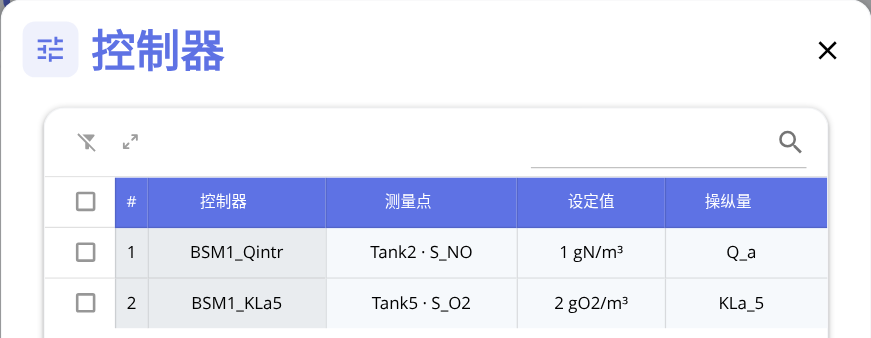 控制器
# 控制器 测量点 设定值 操纵量
1 BSM1_Qintr Tank2 · S_NO 1 gN/m³ Q_a
2 BSM1_KLa5 Tank5 · S_O2 2 gO2/m³ KLa_5